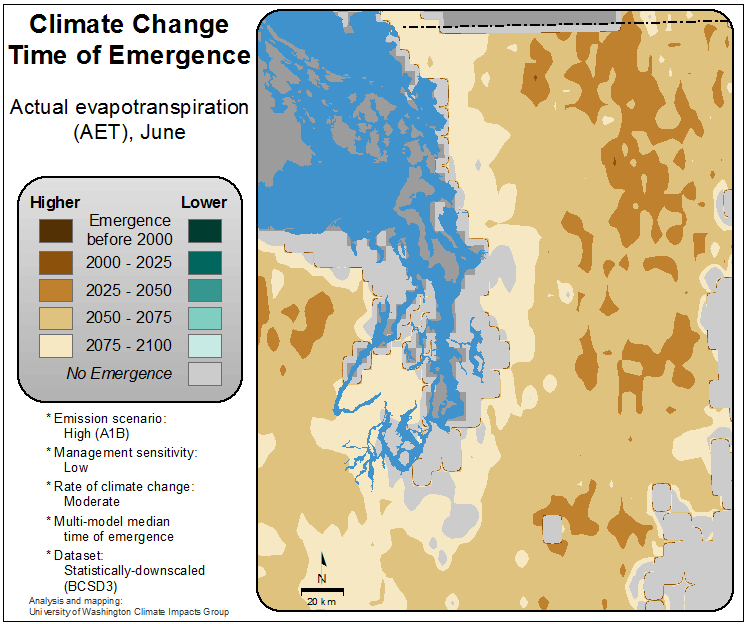 Climate Change
Time of Emergence
Actual evapotranspiration
(AET), June
Higher Lower
Emergence
before 2000
2000 - 2025
2025 - 2050
2050 - 2075
2075 - 2100
No Emergence
* Emission scenario:
High (A1B)
* Management sensitivity:
Low
* Rate of climate change:
Moderate
* Multi-model median
time of emergence
* Dataset:
Statistically-downscaled
(BCSD3)
Analysis and mapping:
University of Washington Climate Impacts Group
N
20 km